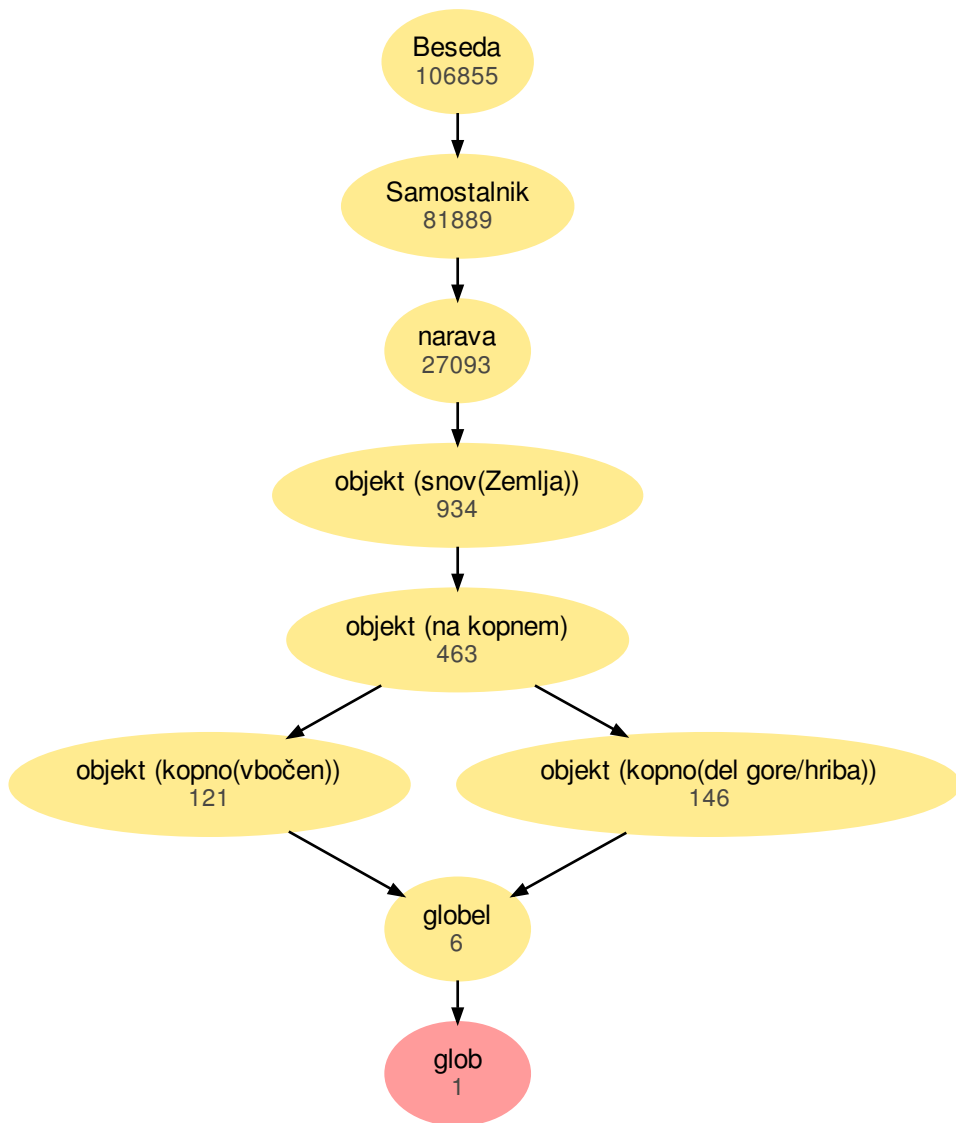 Beseda
106855
Samostalnik
81889
narava
27093
objekt (snov(Zemlja))
934
objekt (na kopnem)
463
objekt (kopno(vbočen))
121
objekt (kopno(del gore/hriba))
146
globel
6
glob
1